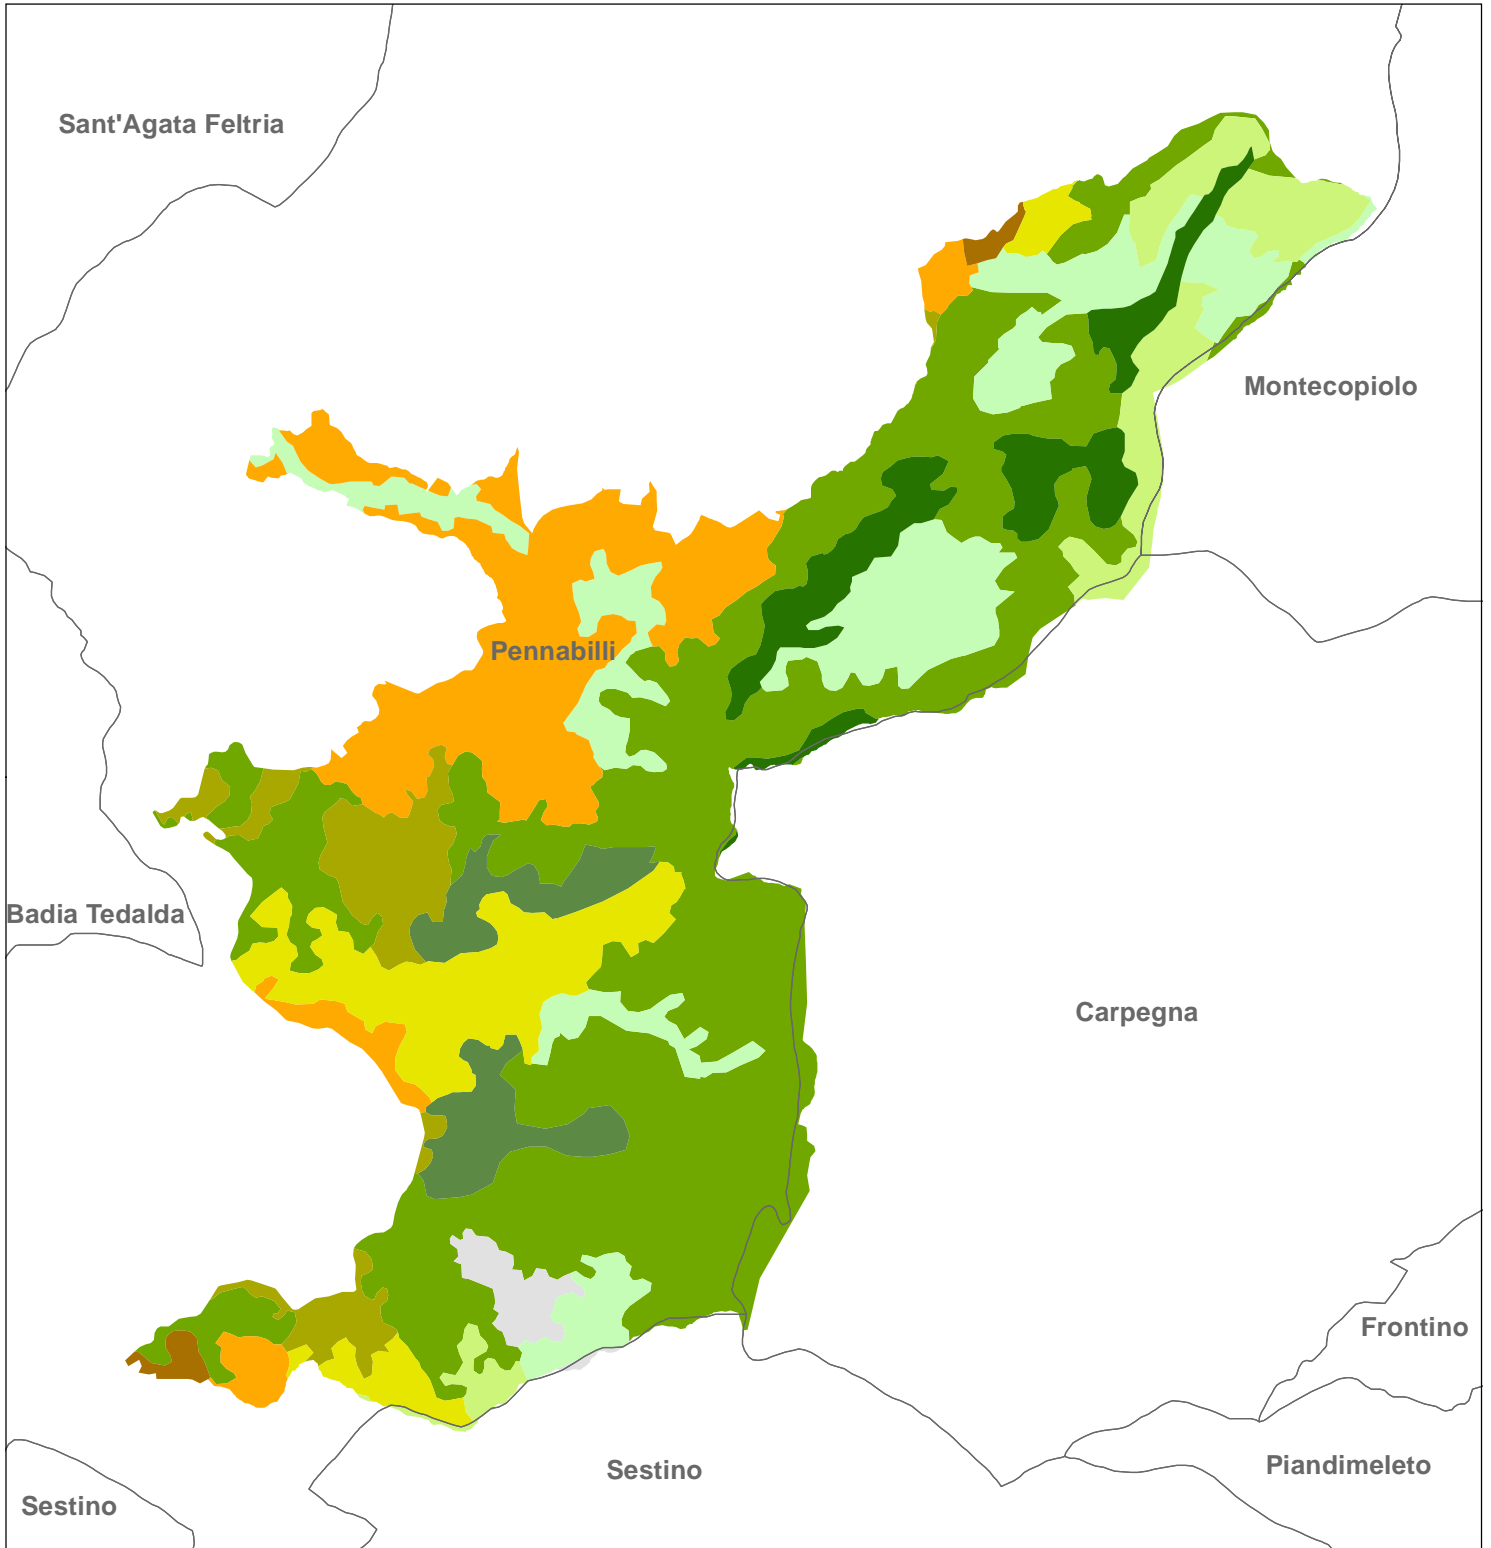 Sant'Agata Feltria
Montecopiolo
Pennabilli
Badia Tedalda
Carpegna
Frontino
Piandimeleto
Sestino
Sestino